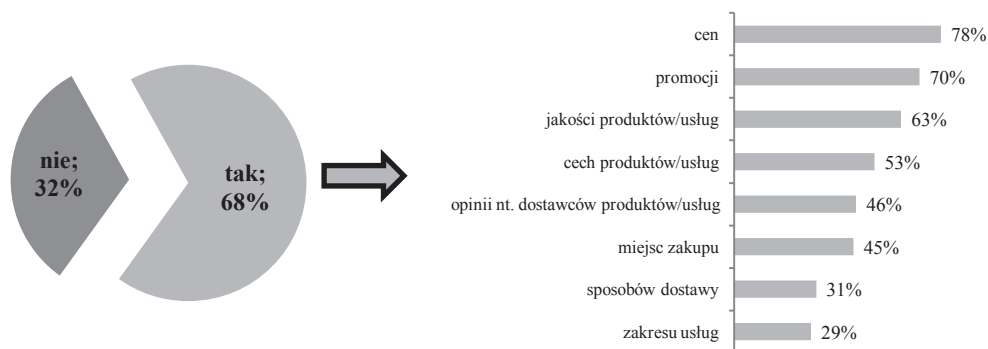 nie;
32%
tak;
68%
cen 78%
promocji 70%
jakości produktów/usług 63%
cech produktów/usług 53%
opinii nt. dostawców produktów/usług 46%
miejsc zakupu 45%
sposobów dostawy 31%
zakresu usług 29%